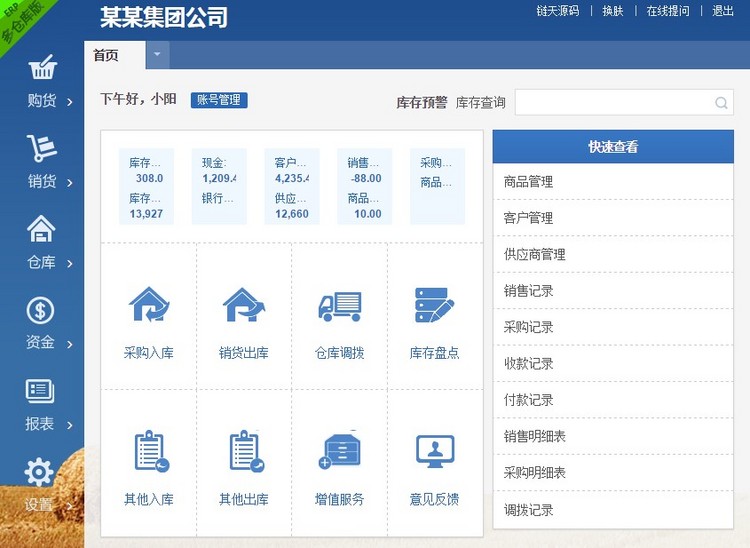 ERP
多仓库版
某某集团公司
链天源码 | 换肤 | 在线提问 | 退出
首页
购货
销货
仓库
资金
报表
设置
下午好，小阳 账号管理
库存预警 库存查询
库存... 现金: 客户... 销售... 采购...
308.0 1,209.4 4,235.4 -88.00 商品...
库存... 银行... 供应... 商品...
13,927 12,660 10.00
采购入库 销货出库 仓库调拨 库存盘点
其他入库 其他出库 增值服务 意见反馈
快速查看
商品管理
客户管理
供应商管理
销售记录
采购记录
收款记录
付款记录
销售明细表
采购明细表
调拨记录